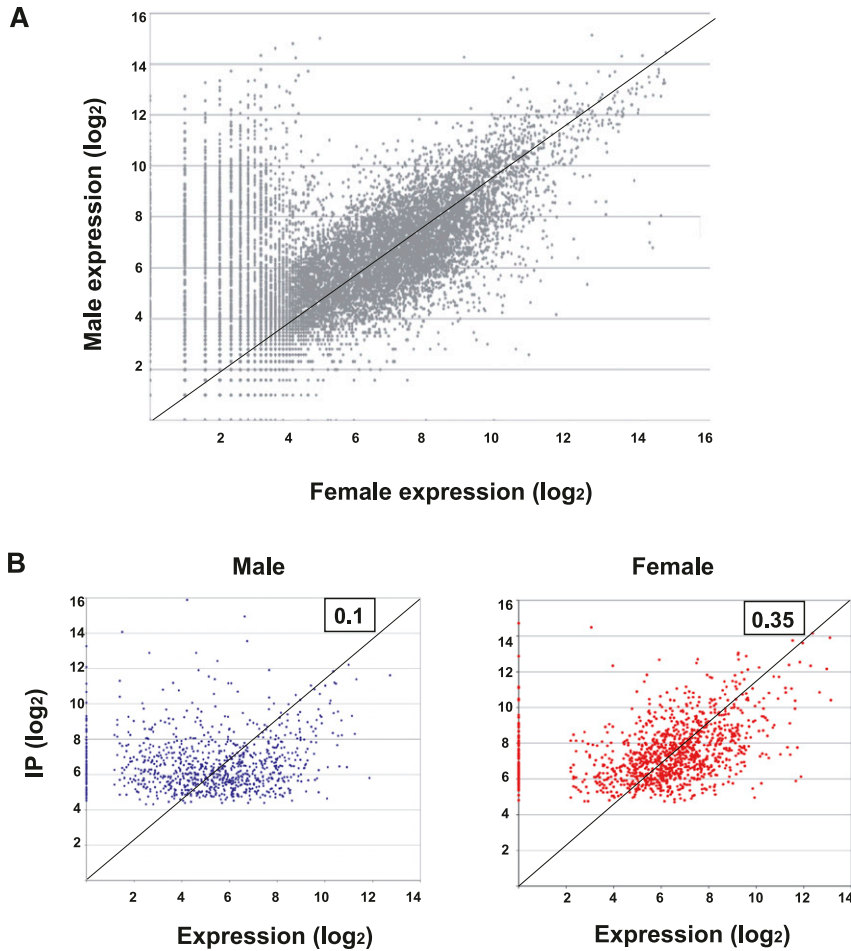 A
16
14
12
10
8
6
4
2
Male expression (log2)
2 4 6 8 10 12 14 16
Female expression (log2)
B
Male
Female
0.1
0.35
16
14
12
10
8
6
4
2
IP (log2)
2 4 6 8 10 12 14
Expression (log2)
16
14
12
10
8
6
4
2
2 4 6 8 10 12 14
Expression (log2)